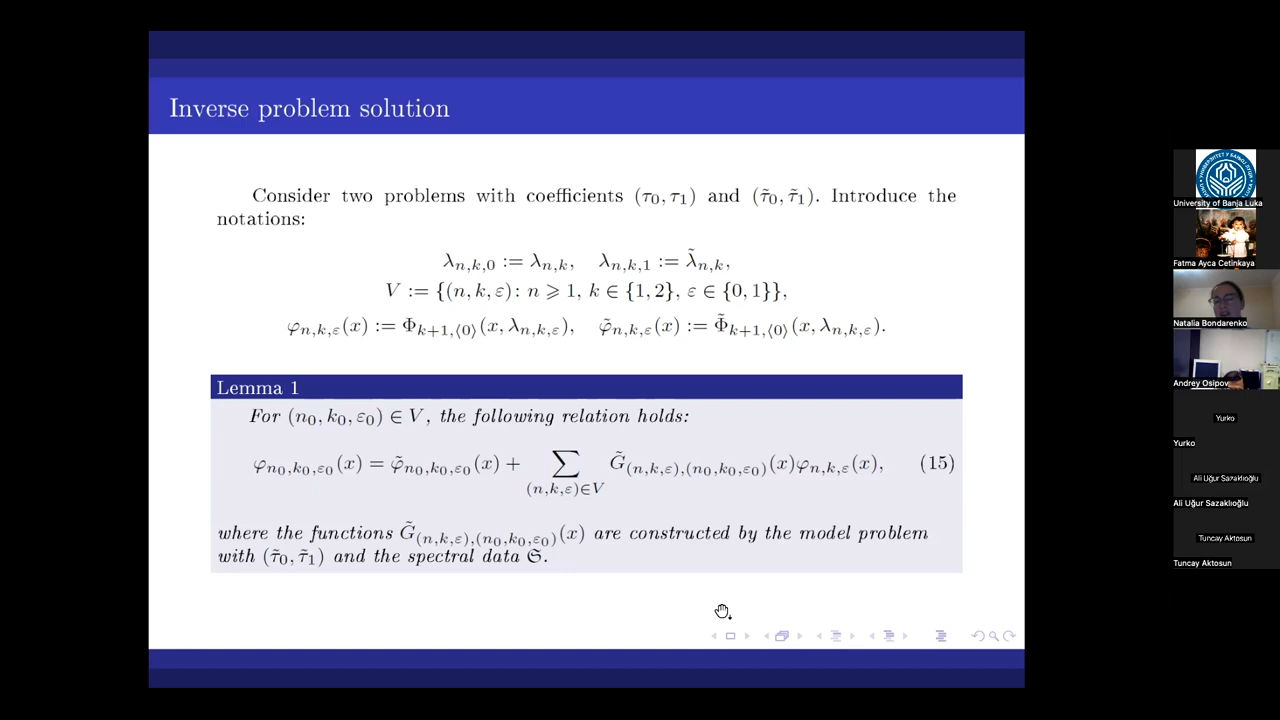 Inverse problem solution
Consider two problems with coefficients (τ₀, τ₁) and (τ̃₀, τ̃₁). Introduce the
notations:
λₙ,ₖ,₀ := λₙ,ₖ, λₙ,ₖ,₁ := λ̃ₙ,ₖ,
V := {(n, k, ε): n ⩾ 1, k ∈ {1, 2}, ε ∈ {0, 1}},
φ_{n,k,ε}(x) := Φ_{k+1,⟨0⟩}(x, λ_{n,k,ε}), φ̃_{n,k,ε}(x) := Φ̃_{k+1,⟨0⟩}(x, λ_{n,k,ε}).
Lemma 1
For (n₀, k₀, ε₀) ∈ V, the following relation holds:
φ_{n₀,k₀,ε₀}(x) = φ̃_{n₀,k₀,ε₀}(x) + ∑_{(n,k,ε)∈V} G̃_{(n,k,ε),(n₀,k₀,ε₀)}(x)φ_{n,k,ε}(x), (15)
where the functions G̃_{(n,k,ε),(n₀,k₀,ε₀)}(x) are constructed by the model problem
with (τ̃₀, τ̃₁) and the spectral data 𝔖.
University of Banja Luka
Fatma Ayca Cetinkaya
Natalia Bondarenko
Andrey Osipov
Yurko
Yurko
Ali Uğur Sazaklıoğlu
Ali Uğur Sazaklıoğlu
Tuncay Aktosun
Tuncay Aktosun